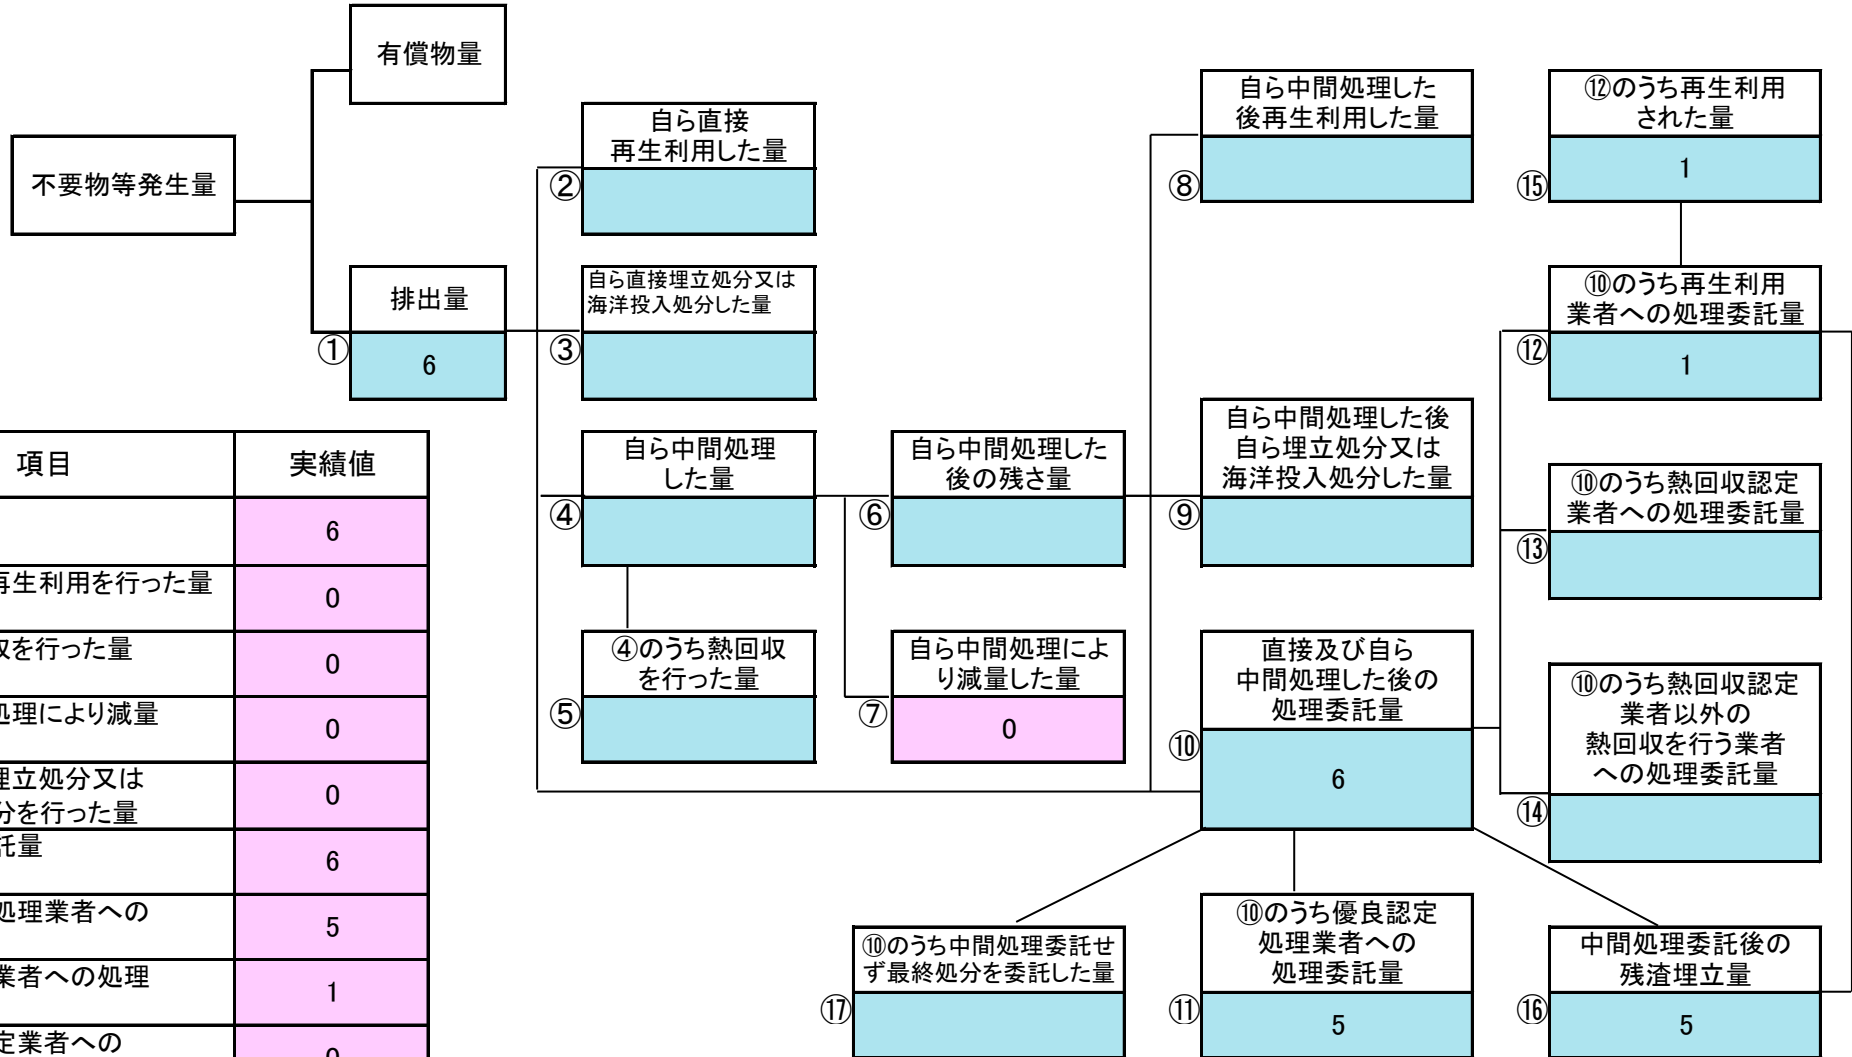 有償物量
不要物等発生量
排出量
①
6
自ら直接
再生利用した量
②
自ら直接埋立処分又は
海洋投入処分した量
③
自ら中間処理
した量
④
④のうち熱回収
を行った量
⑤
自ら中間処理した
後の残さ量
⑥
自ら中間処理によ
り減量した量
⑦
0
自ら中間処理した
後再生利用した量
⑧
自ら中間処理した後
自ら埋立処分又は
海洋投入処分した量
⑨
直接及び自ら
中間処理した後の
処理委託量
⑩
6
⑫のうち再生利用
された量
⑮
1
⑩のうち再生利用
業者への処理委託量
⑫
1
⑩のうち熱回収認定
業者への処理委託量
⑬
⑩のうち熱回収認定
業者以外の
熱回収を行う業者
への処理委託量
⑭
⑩のうち中間処理委託せ
ず最終処分を委託した量
⑰
⑩のうち優良認定
処理業者への
処理委託量
⑪
5
中間処理委託後の
残渣埋立量
⑯
5
項目 実績値
6
再生利用を行った量
0
を行った量
0
処理により減量
0
埋立処分又は
分を行った量
0
託量
6
処理業者への
5
業者への処理
1
定業者への